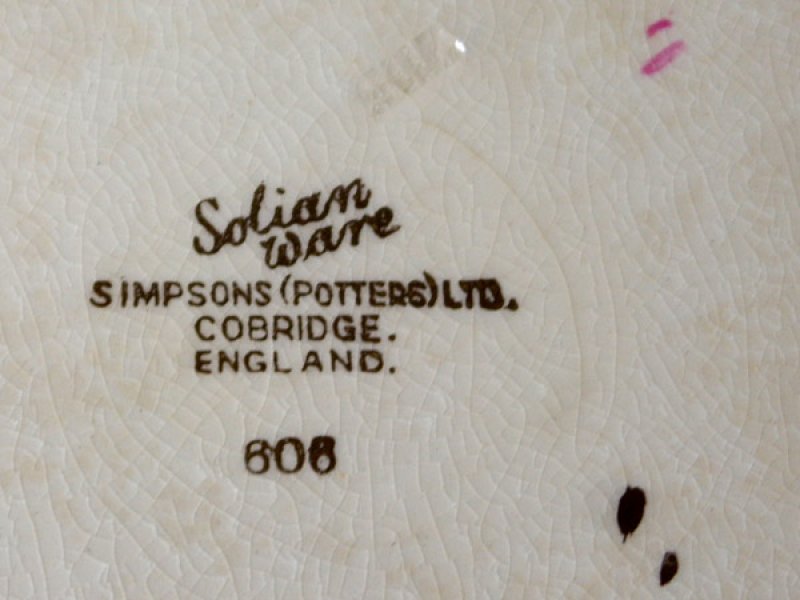 Solian
Ware
SIMPSONS (POTTERS) LTD.
COBRIDGE.
ENGLAND.
606